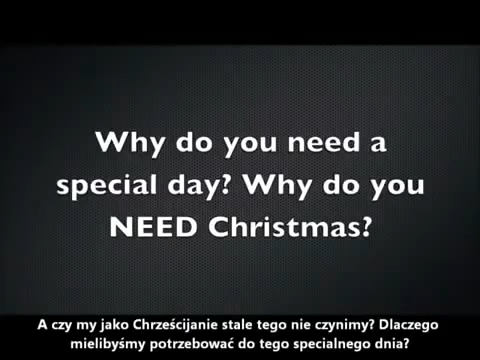 Why do you need a
special day? Why do you
NEED Christmas?
A czy my jako Chrześcijanie stale tego nie czynimy? Dlaczego
mielibyśmy potrzebować do tego specjalnego dnia?